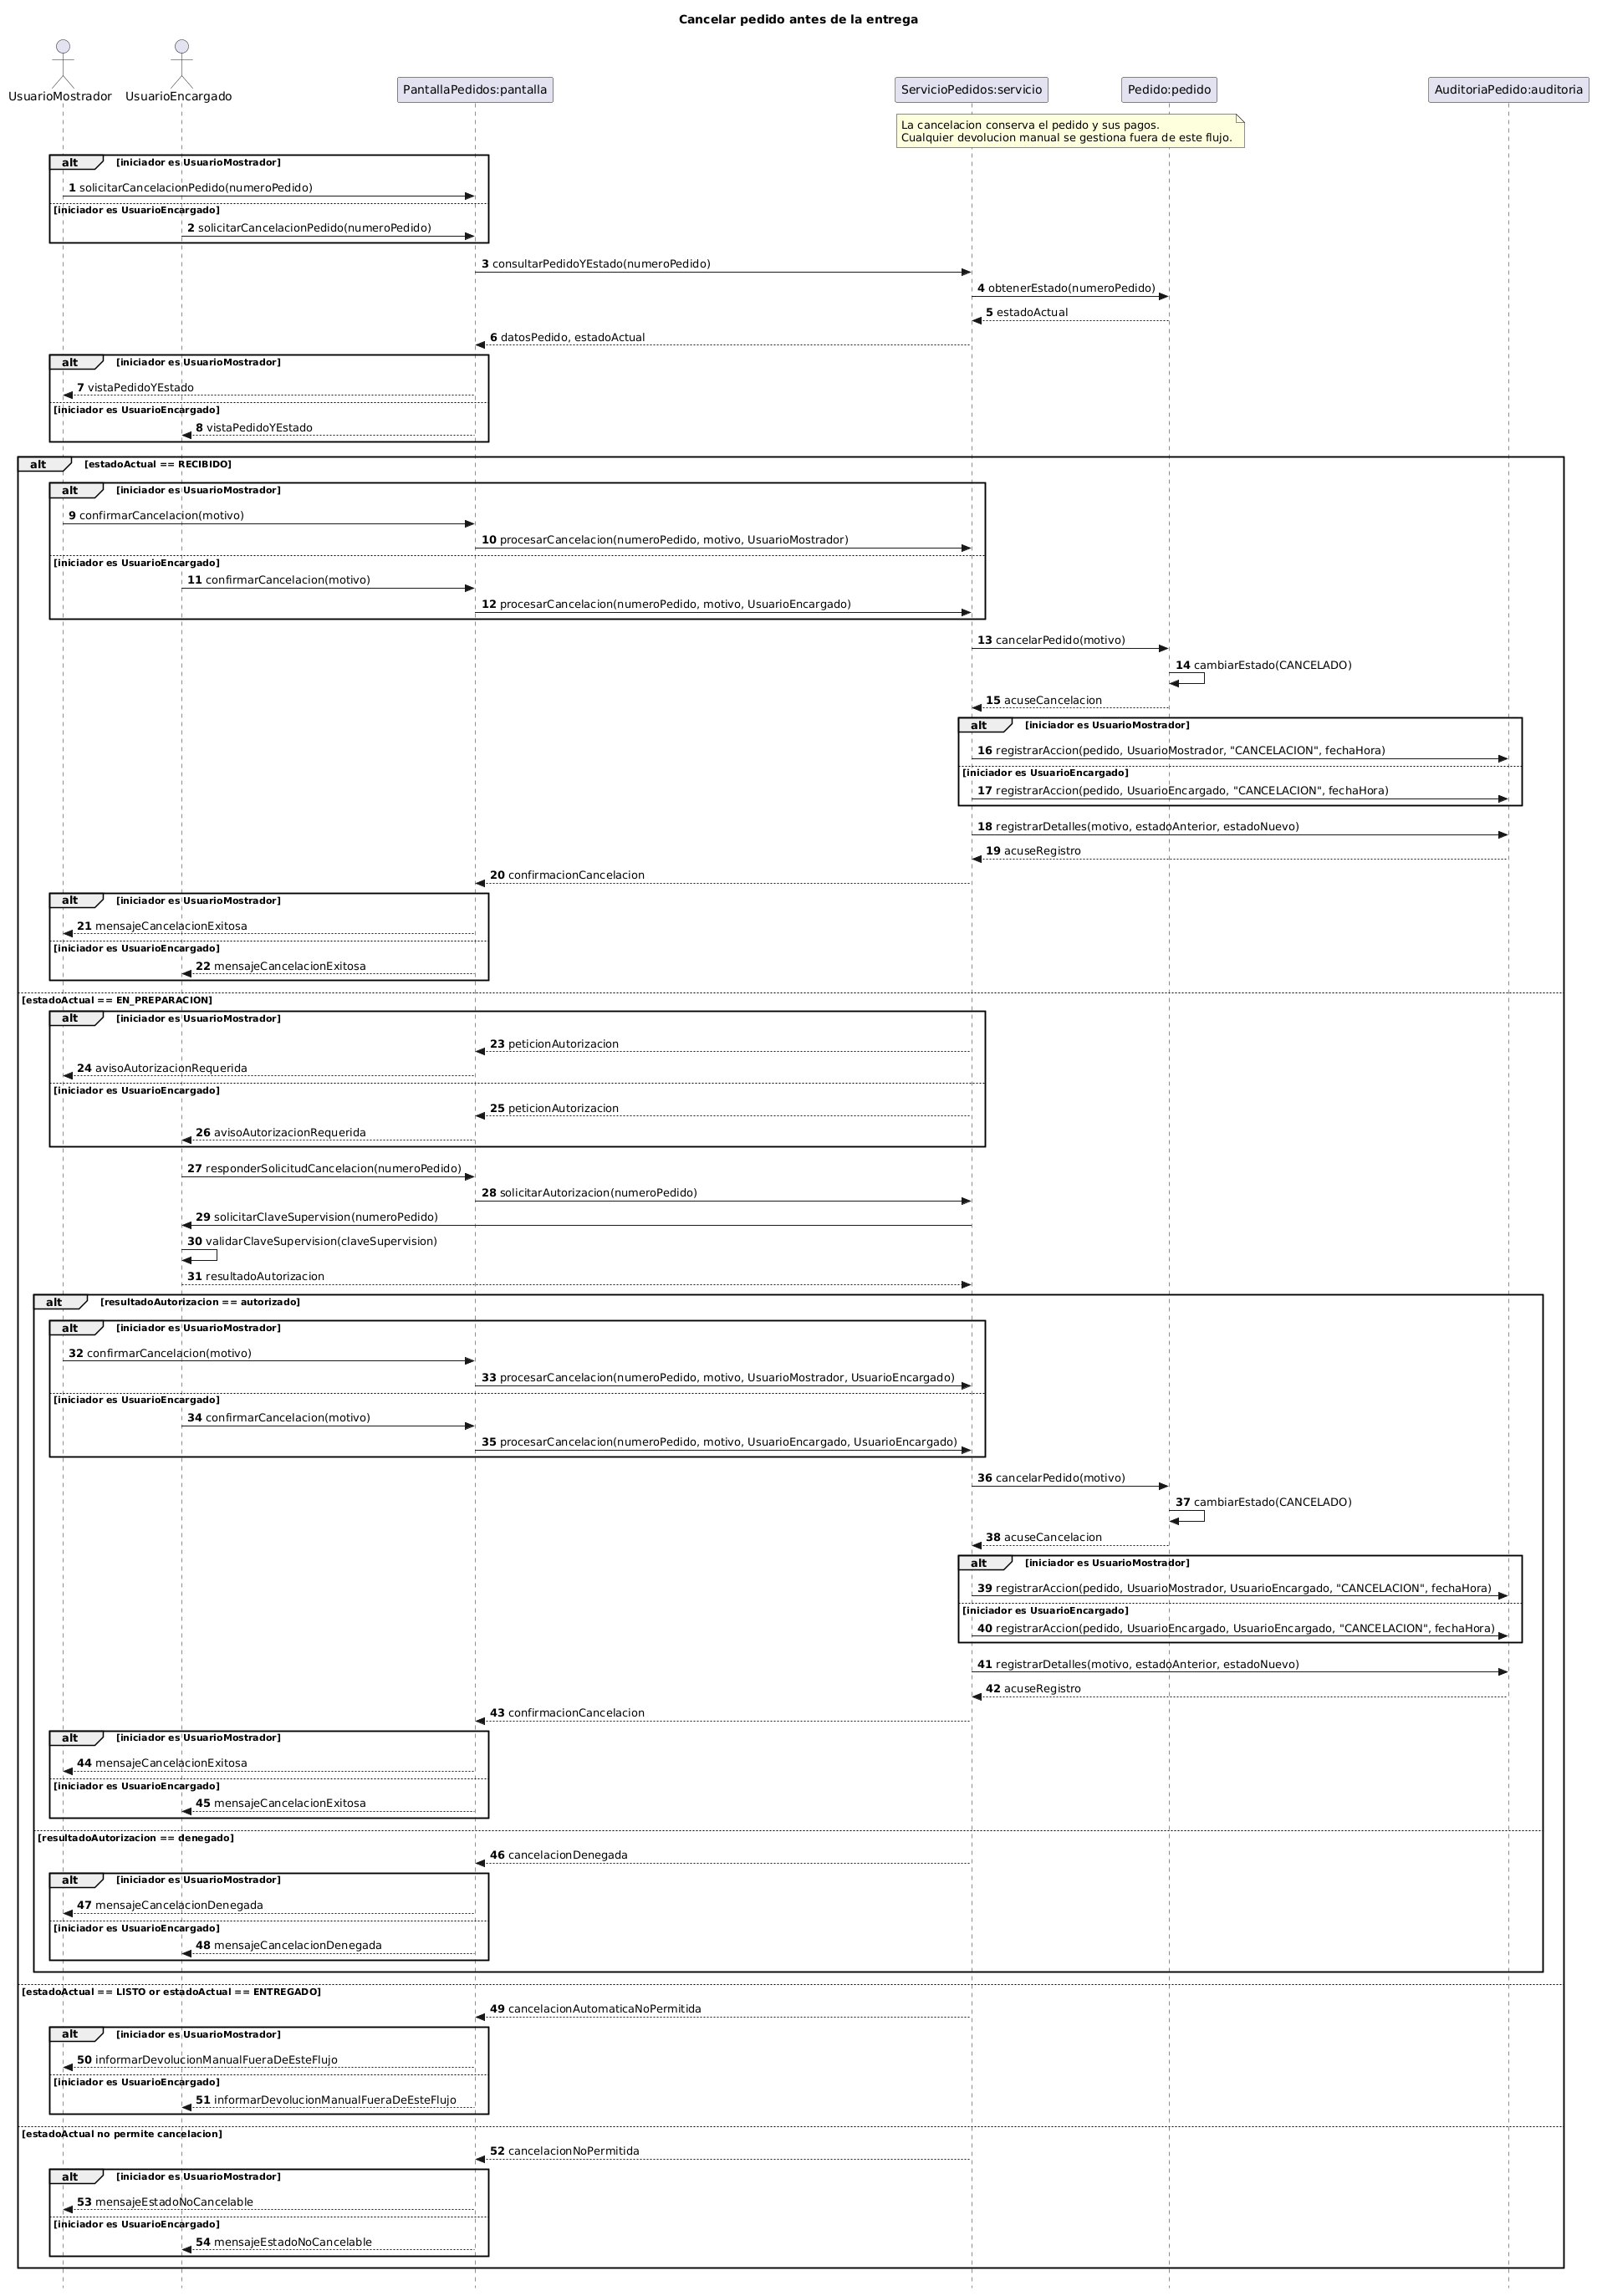 Cancelar pedido antes de la entrega
UsuarioMostrador
UsuarioEncargado
PantallaPedidos:pantalla
ServicioPedidos:servicio
Pedido:pedido
AuditoriaPedido:auditoria
La cancelacion conserva el pedido y sus pagos.
Cualquier devolucion manual se gestiona fuera de este flujo.
alt [iniciador es UsuarioMostrador]
1 solicitarCancelacionPedido(numeroPedido)
[iniciador es UsuarioEncargado]
2 solicitarCancelacionPedido(numeroPedido)
3 consultarPedidoYEstado(numeroPedido)
4 obtenerEstado(numeroPedido)
5 estadoActual
6 datosPedido, estadoActual
alt [iniciador es UsuarioMostrador]
7 vistaPedidoYEstado
[iniciador es UsuarioEncargado]
8 vistaPedidoYEstado
alt [estadoActual == RECIBIDO]
alt [iniciador es UsuarioMostrador]
9 confirmarCancelacion(motivo)
10 procesarCancelacion(numeroPedido, motivo, UsuarioMostrador)
[iniciador es UsuarioEncargado]
11 confirmarCancelacion(motivo)
12 procesarCancelacion(numeroPedido, motivo, UsuarioEncargado)
13 cancelarPedido(motivo)
14 cambiarEstado(CANCELADO)
15 acuseCancelacion
alt [iniciador es UsuarioMostrador]
16 registrarAccion(pedido, UsuarioMostrador, "CANCELACION", fechaHora)
[iniciador es UsuarioEncargado]
17 registrarAccion(pedido, UsuarioEncargado, "CANCELACION", fechaHora)
18 registrarDetalles(motivo, estadoAnterior, estadoNuevo)
19 acuseRegistro
20 confirmacionCancelacion
alt [iniciador es UsuarioMostrador]
21 mensajeCancelacionExitosa
[iniciador es UsuarioEncargado]
22 mensajeCancelacionExitosa
[estadoActual == EN_PREPARACION]
alt [iniciador es UsuarioMostrador]
23 peticionAutorizacion
24 avisoAutorizacionRequerida
[iniciador es UsuarioEncargado]
25 peticionAutorizacion
26 avisoAutorizacionRequerida
27 responderSolicitudCancelacion(numeroPedido)
28 solicitarAutorizacion(numeroPedido)
29 solicitarClaveSupervision(numeroPedido)
30 validarClaveSupervision(claveSupervision)
31 resultadoAutorizacion
alt [resultadoAutorizacion == autorizado]
alt [iniciador es UsuarioMostrador]
32 confirmarCancelacion(motivo)
33 procesarCancelacion(numeroPedido, motivo, UsuarioMostrador, UsuarioEncargado)
[iniciador es UsuarioEncargado]
34 confirmarCancelacion(motivo)
35 procesarCancelacion(numeroPedido, motivo, UsuarioEncargado, UsuarioEncargado)
36 cancelarPedido(motivo)
37 cambiarEstado(CANCELADO)
38 acuseCancelacion
alt [iniciador es UsuarioMostrador]
39 registrarAccion(pedido, UsuarioMostrador, UsuarioEncargado, "CANCELACION", fechaHora)
[iniciador es UsuarioEncargado]
40 registrarAccion(pedido, UsuarioEncargado, UsuarioEncargado, "CANCELACION", fechaHora)
41 registrarDetalles(motivo, estadoAnterior, estadoNuevo)
42 acuseRegistro
43 confirmacionCancelacion
alt [iniciador es UsuarioMostrador]
44 mensajeCancelacionExitosa
[iniciador es UsuarioEncargado]
45 mensajeCancelacionExitosa
[resultadoAutorizacion == denegado]
46 cancelacionDenegada
alt [iniciador es UsuarioMostrador]
47 mensajeCancelacionDenegada
[iniciador es UsuarioEncargado]
48 mensajeCancelacionDenegada
[estadoActual == LISTO or estadoActual == ENTREGADO]
49 cancelacionAutomaticaNoPermitida
alt [iniciador es UsuarioMostrador]
50 informarDevolucionManualFueraDeEsteFlujo
[iniciador es UsuarioEncargado]
51 informarDevolucionManualFueraDeEsteFlujo
[estadoActual no permite cancelacion]
52 cancelacionNoPermitida
alt [iniciador es UsuarioMostrador]
53 mensajeEstadoNoCancelable
[iniciador es UsuarioEncargado]
54 mensajeEstadoNoCancelable